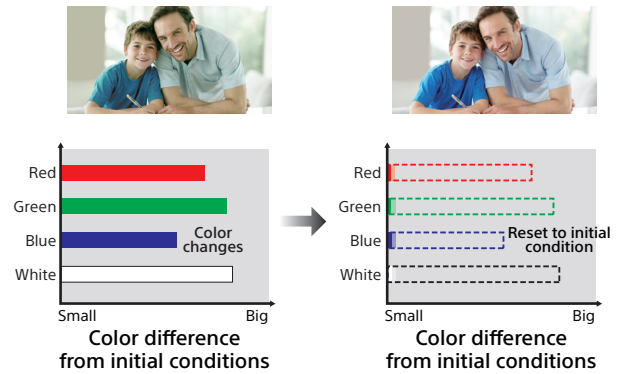 Red
Green
Blue
White
Color
changes
Small
Big
Color difference
from initial conditions
Red
Green
Blue
White
Reset to initial
condition
Small
Big
Color difference
from initial conditions